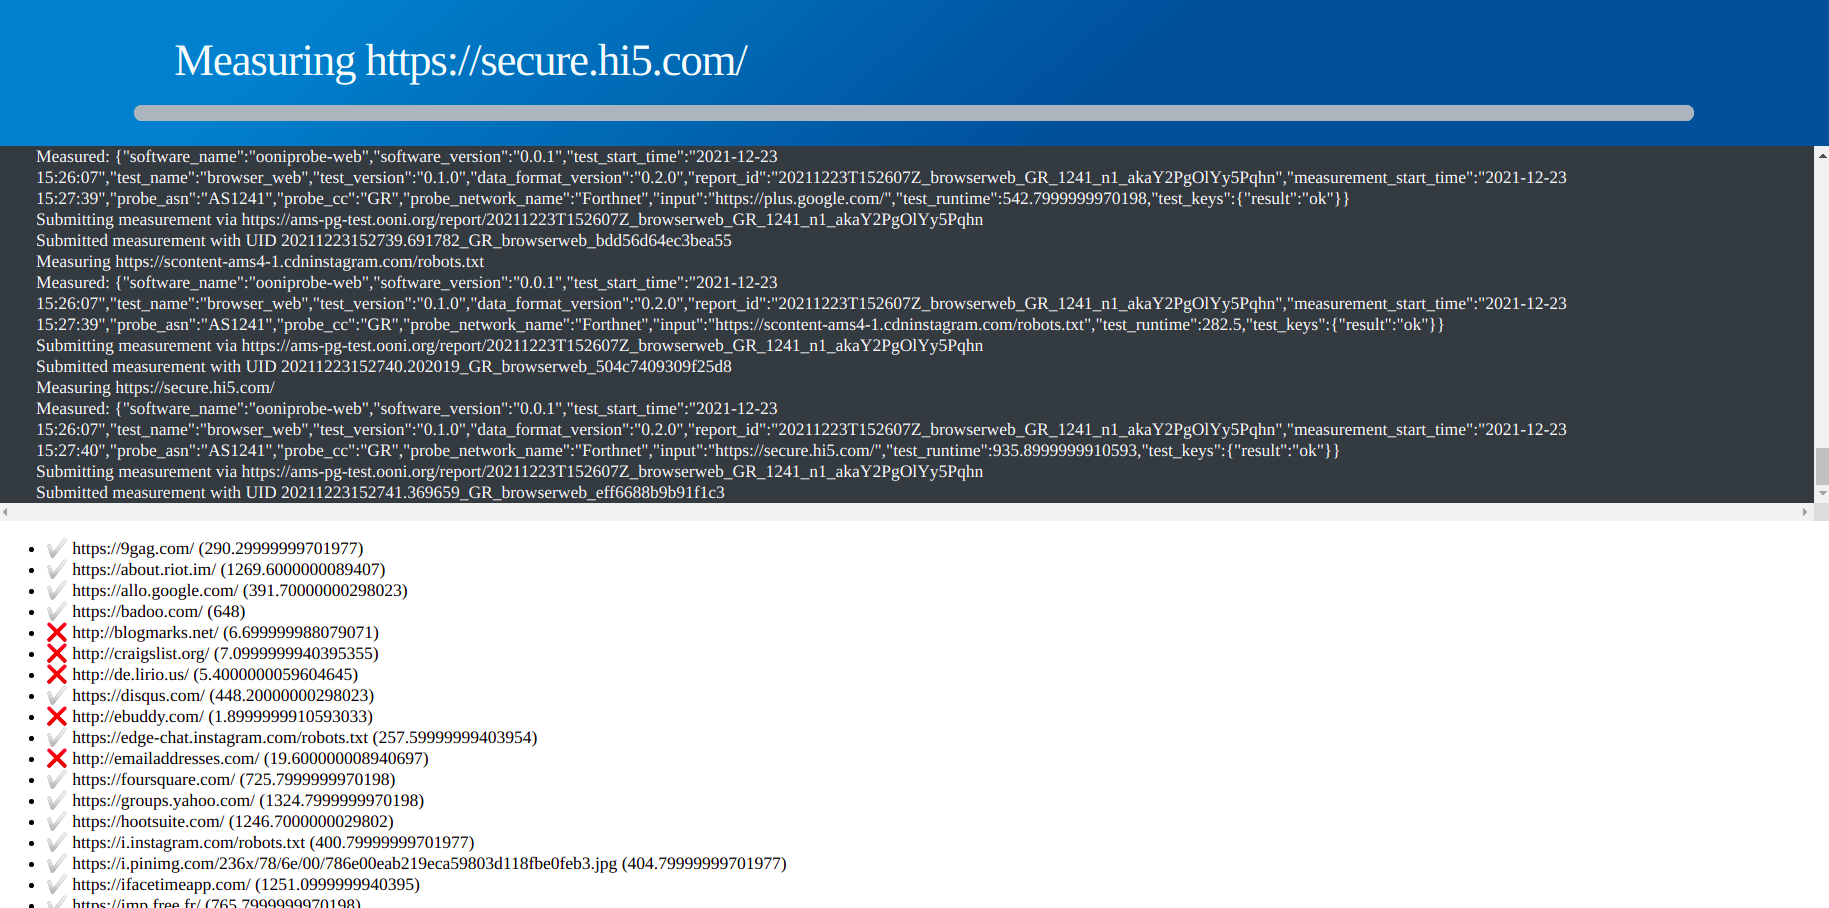 Measuring https://secure.hi5.com/
Measured: {"software_name":"ooniprobe-web","software_version":"0.0.1","test_start_time":"2021-12-23
15:26:07","test_name":"browser_web","test_version":"0.1.0","data_format_version":"0.2.0","report_id":"20211223T152607Z_browserweb_GR_1241_n1_akaY2PgOlYy5Pqhn","measurement_start_time":"2021-12-23
15:27:39","probe_asn":"AS1241","probe_cc":"GR","probe_network_name":"Forthnet","input":"https://plus.google.com/","test_runtime":542.7999999970198,"test_keys":{"result":"ok"}}
Submitting measurement via https://ams-pg-test.ooni.org/report/20211223T152607Z_browserweb_GR_1241_n1_akaY2PgOlYy5Pqhn
Submitted measurement with UID 20211223152739.691782_GR_browserweb_bdd56d64ec3bea55
Measuring https://scontent-ams4-1.cdninstagram.com/robots.txt
Measured: {"software_name":"ooniprobe-web","software_version":"0.0.1","test_start_time":"2021-12-23
15:26:07","test_name":"browser_web","test_version":"0.1.0","data_format_version":"0.2.0","report_id":"20211223T152607Z_browserweb_GR_1241_n1_akaY2PgOlYy5Pqhn","measurement_start_time":"2021-12-23
15:27:39","probe_asn":"AS1241","probe_cc":"GR","probe_network_name":"Forthnet","input":"https://scontent-ams4-1.cdninstagram.com/robots.txt","test_runtime":282.5,"test_keys":{"result":"ok"}}
Submitting measurement via https://ams-pg-test.ooni.org/report/20211223T152607Z_browserweb_GR_1241_n1_akaY2PgOlYy5Pqhn
Submitted measurement with UID 20211223152740.202019_GR_browserweb_504c7409309f25d8
Measuring https://secure.hi5.com/
Measured: {"software_name":"ooniprobe-web","software_version":"0.0.1","test_start_time":"2021-12-23
15:26:07","test_name":"browser_web","test_version":"0.1.0","data_format_version":"0.2.0","report_id":"20211223T152607Z_browserweb_GR_1241_n1_akaY2PgOlYy5Pqhn","measurement_start_time":"2021-12-23
15:27:40","probe_asn":"AS1241","probe_cc":"GR","probe_network_name":"Forthnet","input":"https://secure.hi5.com/","test_runtime":935.8999999910593,"test_keys":{"result":"ok"}}
Submitting measurement via https://ams-pg-test.ooni.org/report/20211223T152607Z_browserweb_GR_1241_n1_akaY2PgOlYy5Pqhn
Submitted measurement with UID 20211223152741.369659_GR_browserweb_eff6688b9b91f1c3
https://9gag.com/ (290.29999999701977)
https://about.riot.im/ (1269.6000000089407)
https://allo.google.com/ (391.70000000298023)
https://badoo.com/ (648)
http://blogmarks.net/ (6.699999988079071)
http://craigslist.org/ (7.0999999940395355)
http://de.lirio.us/ (5.4000000059604645)
https://disqus.com/ (448.20000000298023)
http://ebuddy.com/ (1.8999999910593033)
https://edge-chat.instagram.com/robots.txt (257.59999999403954)
http://emailaddresses.com/ (19.600000008940697)
https://foursquare.com/ (725.7999999970198)
https://groups.yahoo.com/ (1324.7999999970198)
https://hootsuite.com/ (1246.7000000029802)
https://i.instagram.com/robots.txt (400.79999999701977)
https://i.pinimg.com/236x/78/6e/00/786e00eab219eca59803d118fbe0feb3.jpg (404.79999999701977)
https://ifacetimeapp.com/ (1251.0999999940395)
https://imp.free.fr/ (765.7999999970198)